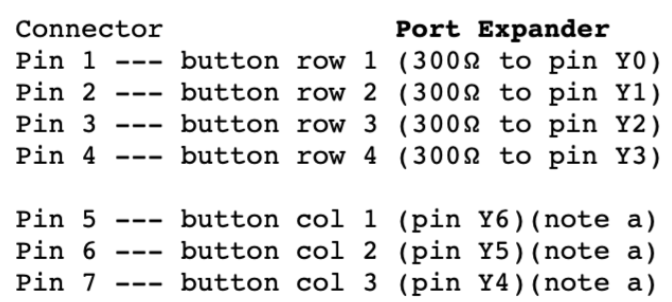 Connector Port Expander
Pin 1 --- button row 1 (300Ω to pin Y0)
Pin 2 --- button row 2 (300Ω to pin Y1)
Pin 3 --- button row 3 (300Ω to pin Y2)
Pin 4 --- button row 4 (300Ω to pin Y3)
Pin 5 --- button col 1 (pin Y6)(note a)
Pin 6 --- button col 2 (pin Y5)(note a)
Pin 7 --- button col 3 (pin Y4)(note a)